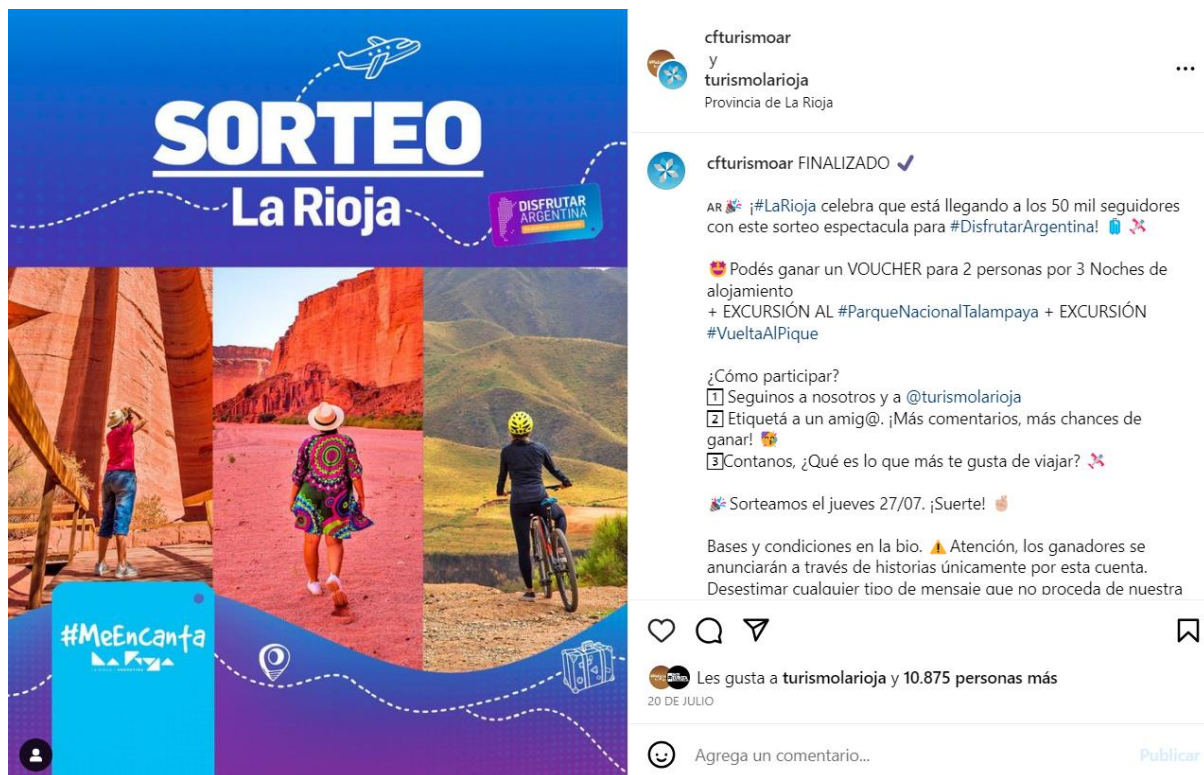 SORTEO
La Rioja
DISFRUTAR
ARGENTINA
#MeEncanta
La Rioja
cfturismoar
y
turismolarioja
Provincia de La Rioja
cfturismoar FINALIZADO ✔
AR 🎉 ¡#LaRioja celebra que está llegando a los 50 mil seguidores
con este sorteo espectacula para #DisfrutarArgentina! 🧳 ✈
🤩 Podés ganar un VOUCHER para 2 personas por 3 Noches de
alojamiento
+ EXCURSIÓN AL #ParqueNacionalTalampaya + EXCURSIÓN
#VueltaAlPique
¿Cómo participar?
1 Seguinos a nosotros y a @turismolarioja
2 Etiquetá a un amig@. ¡Más comentarios, más chances de
ganar! 🥳
3 Contanos, ¿Qué es lo que más te gusta de viajar? ✈
🎉 Sorteamos el jueves 27/07. ¡Suerte! ✌
Bases y condiciones en la bio. ⚠ Atención, los ganadores se
anunciarán a través de historias únicamente por esta cuenta.
Desestimar cualquier tipo de mensaje que no proceda de nuestra
Les gusta a turismolarioja y 10.875 personas más
20 DE JULIO
Agrega un comentario...
Publicar